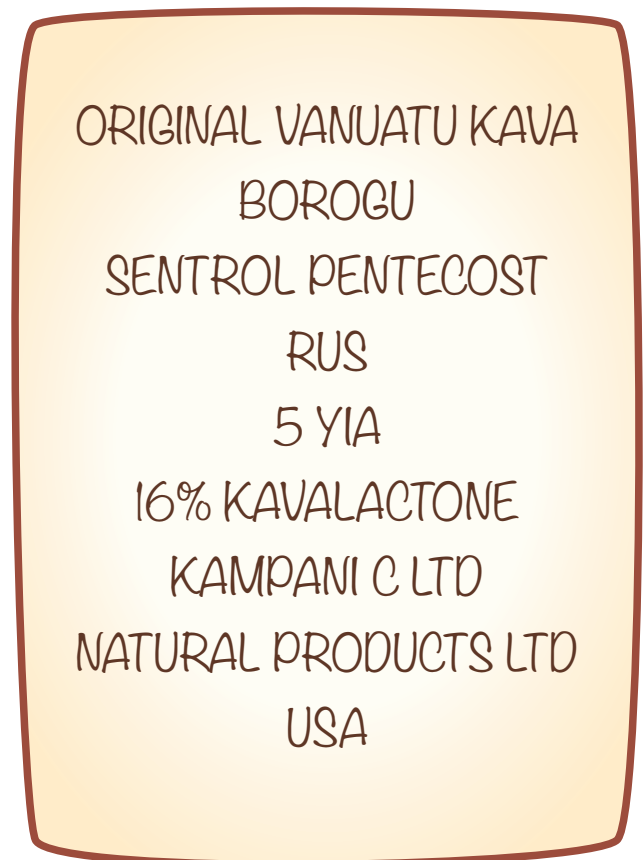 ORIGINAL VANUATU KAVA
BOROGU
SENTROL PENTECOST
RUS
5 YIA
16% KAVALACTONE
KAMPANI C LTD
NATURAL PRODUCTS LTD
USA